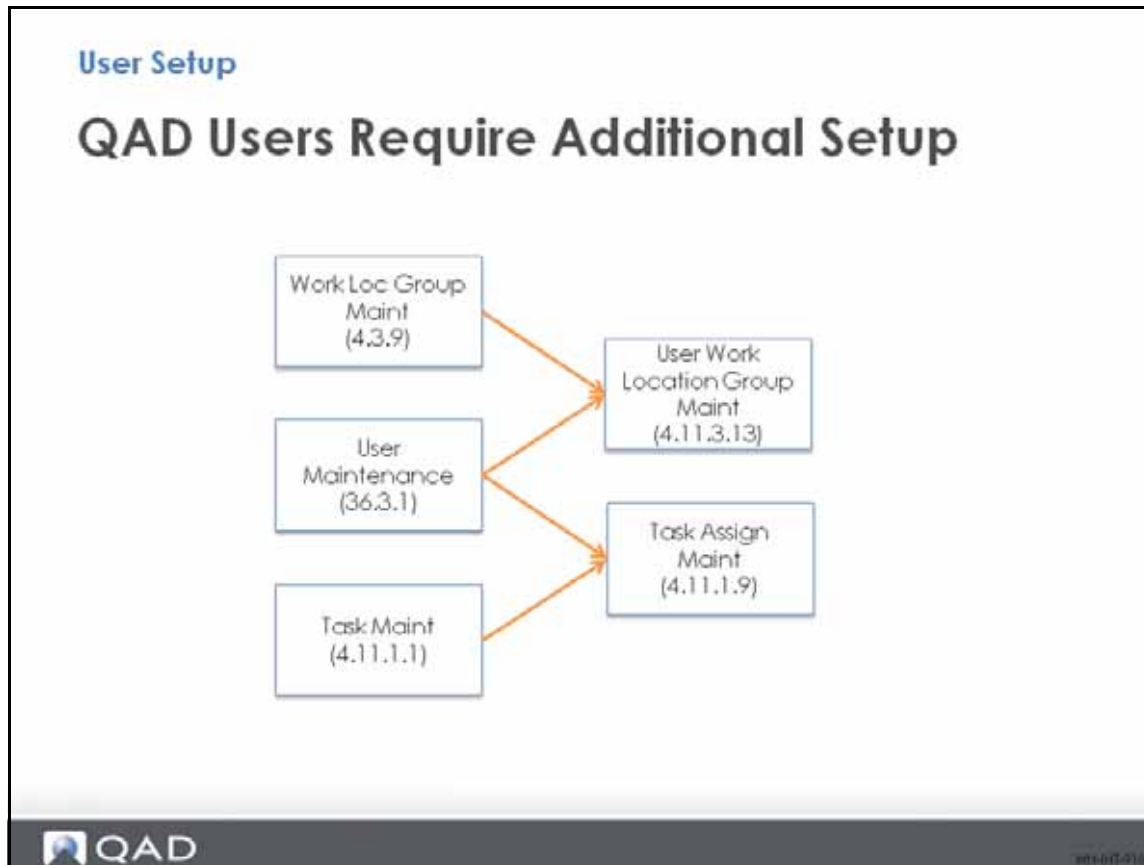 User Setup
QAD Users Require Additional Setup
Work Loc Group
Maint
(4.3.9)
User Work
Location Group
Maint
(4.11.3.13)
User
Maintenance
(36.3.1)
Task Assign
Maint
(4.11.1.9)
Task Maint
(4.11.1.1)
QAD